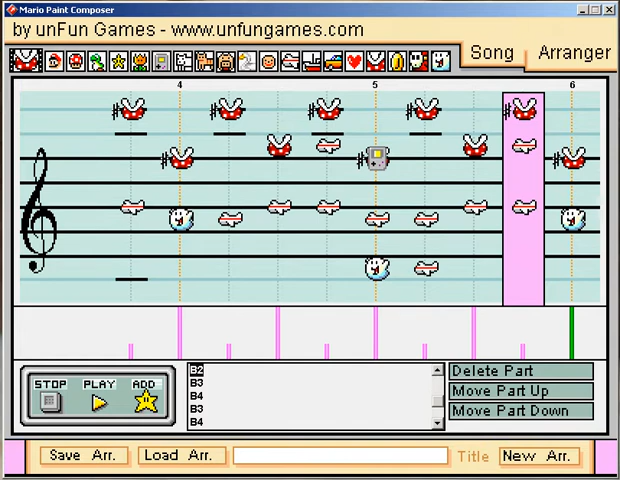 Mario Paint Composer
by unFun Games - www.unfungames.com
Song
Arranger
4
5
6
STOP PLAY ADD
B2
B3
B4
B3
B4
Delete Part
Move Part Up
Move Part Down
Save Arr.
Load Arr.
Title
New Arr.